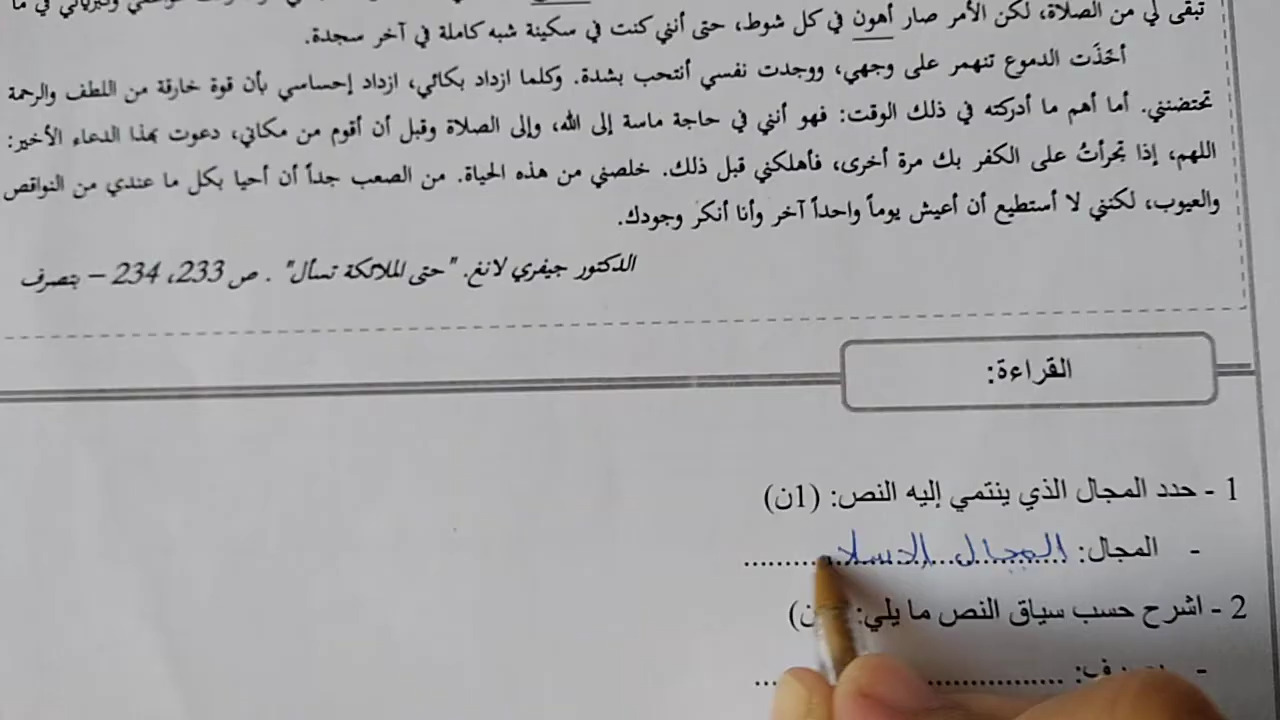 تبقى لي من الصلاة، لكن الأمر صار أهون في كل شوط، حتى أنني كنت في سكينة شبه كاملة في آخر سجدة.
أخَذَت الدموع تنهمر على وجهي، ووجدت نفسي أنتحب بشدة. وكلما ازداد بكائي، ازداد إحساسي بأن قوة خارقة من اللطف والرحمة
تحتضنني. أما أهم ما أدركته في ذلك الوقت: فهو أنني في حاجة ماسة إلى الله، وإلى الصلاة وقبل أن أقوم من مكاني، دعوت بهذا الدعاء الأخير:
اللهم، إذا تجرأتُ على الكفر بك مرة أخرى، فأهلكني قبل ذلك. خلصني من هذه الحياة. من الصعب جداً أن أحيا بكل ما عندي من النواقص
والعيوب، لكنني لا أستطيع أن أعيش يوماً واحداً آخر وأنا أنكر وجودك.
الدكتور جيفري لانغ. "حتى الملائكة تسأل" . ص 233، 234 – بتصرف
القراءة:
1 - حدد المجال الذي ينتمي إليه النص: (1ن)
- المجال: المجال الاسلا
2 - اشرح حسب سياق النص ما يلي: ن)